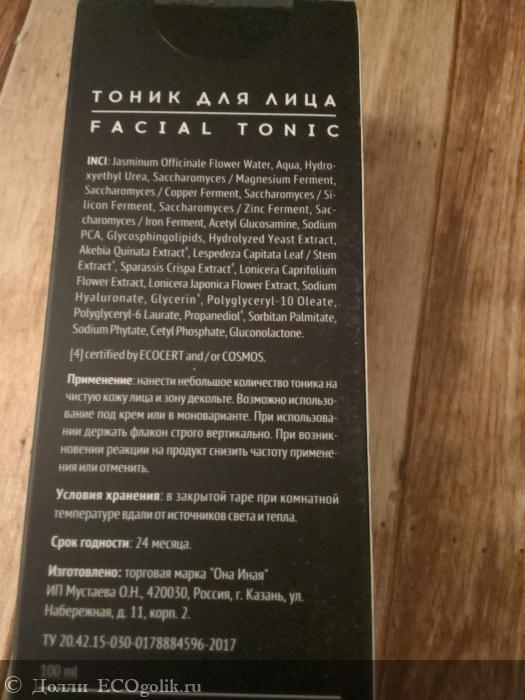 ТОНИК ДЛЯ ЛИЦА
FACIAL TONIC
INCI: Jasminum Officinale Flower Water, Aqua, Hydro-
xyethyl Urea, Saccharomyces / Magnesium Ferment,
Saccharomyces / Copper Ferment, Saccharomyces / Si-
licon Ferment, Saccharomyces / Zinc Ferment, Sac-
charomyces / Iron Ferment, Acetyl Glucosamine, Sodium
PCA, Glycosphingolipids, Hydrolyzed Yeast Extract,
Akebia Quinata Extract⁴, Lespedeza Capitata Leaf / Stem
Extract⁴, Sparassis Crispa Extract⁴, Lonicera Caprifolium
Flower Extract, Lonicera Japonica Flower Extract, Sodium
Hyaluronate, Glycerin⁴, Polyglyceryl-10 Oleate,
Polyglyceryl-6 Laurate, Propanediol⁴, Sorbitan Palmitate,
Sodium Phytate, Cetyl Phosphate, Gluconolactone.
[4] certified by ECOCERT and/or COSMOS.
Применение: нанести небольшое количество тоника на
чистую кожу лица и зону декольте. Возможно использо-
вание под крем или в моноварианте. При использова-
нии держать флакон строго вертикально. При возник-
новении реакции на продукт снизить частоту примене-
ния или отменить.
Условия хранения: в закрытой таре при комнатной
температуре вдали от источников света и тепла.
Срок годности: 24 месяца.
Изготовлено: торговая марка "Она Иная"
ИП Мустаева О.Н., 420030, Россия, г. Казань, ул.
Набережная, д. 11, корп. 2.
ТУ 20.42.15-030-0178884596-2017
100 ml
© Долли ECOgolik.ru